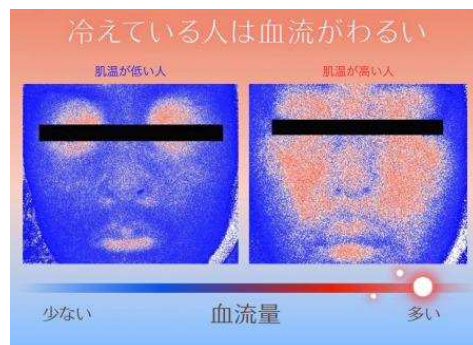 冷えている人は血流がわるい
肌温が低い人
肌温が高い人
少ない
血流量
多い